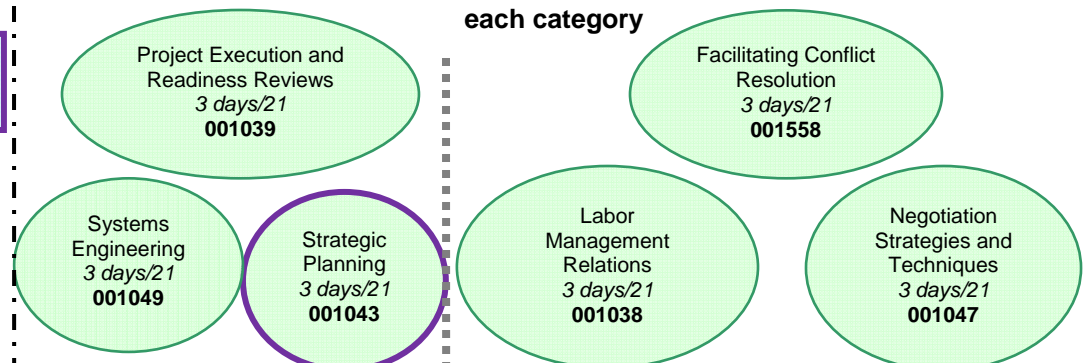 each category
Project Execution and
Readiness Reviews
3 days/21
001039
Facilitating Conflict
Resolution
3 days/21
001558
Systems
Engineering
3 days/21
001049
Strategic
Planning
3 days/21
001043
Labor
Management
Relations
3 days/21
001038
Negotiation
Strategies and
Techniques
3 days/21
001047